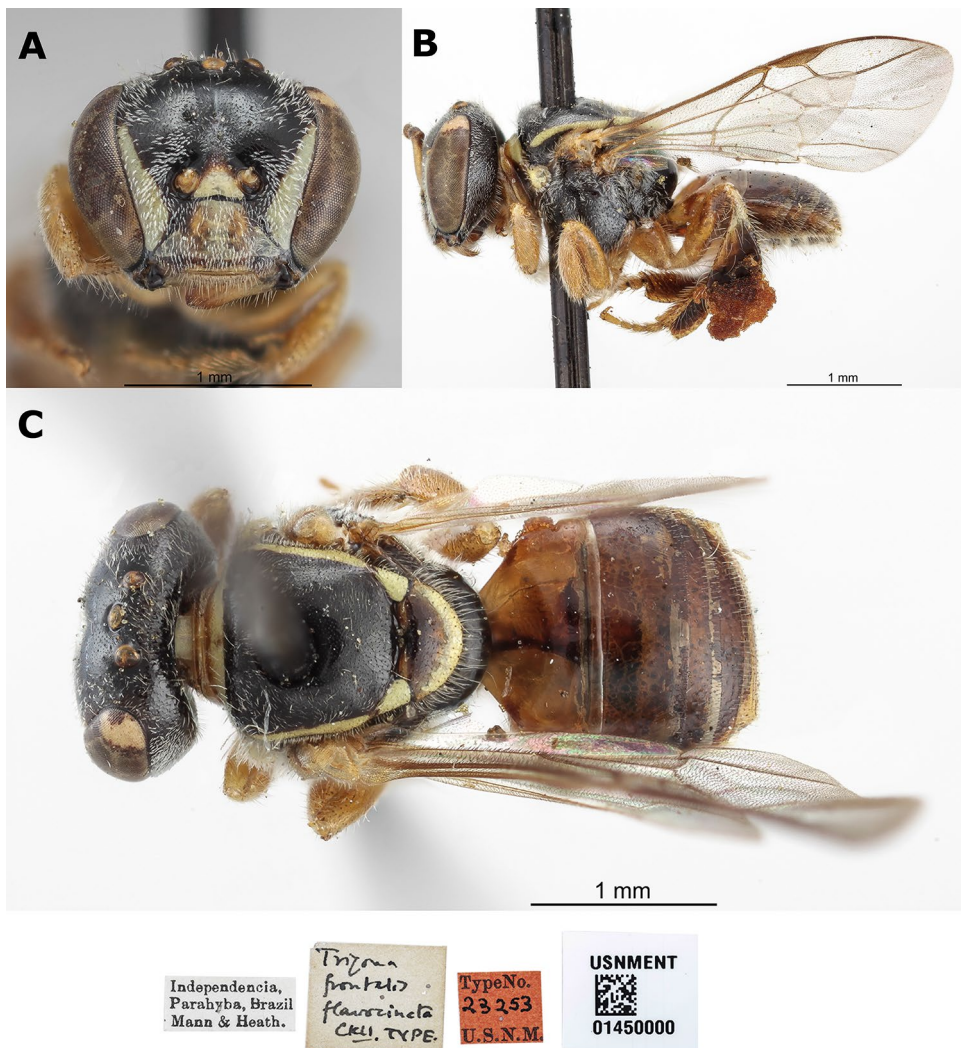 A
B
1 mm
1 mm
C
1 mm
Independencia,
Parahyba, Brazil
Mann & Heath.
Trigona
frontalis
flavocincta
CKLL. TYPE.
TypeNo.
23253
U.S.N.M.
USNMENT
01450000